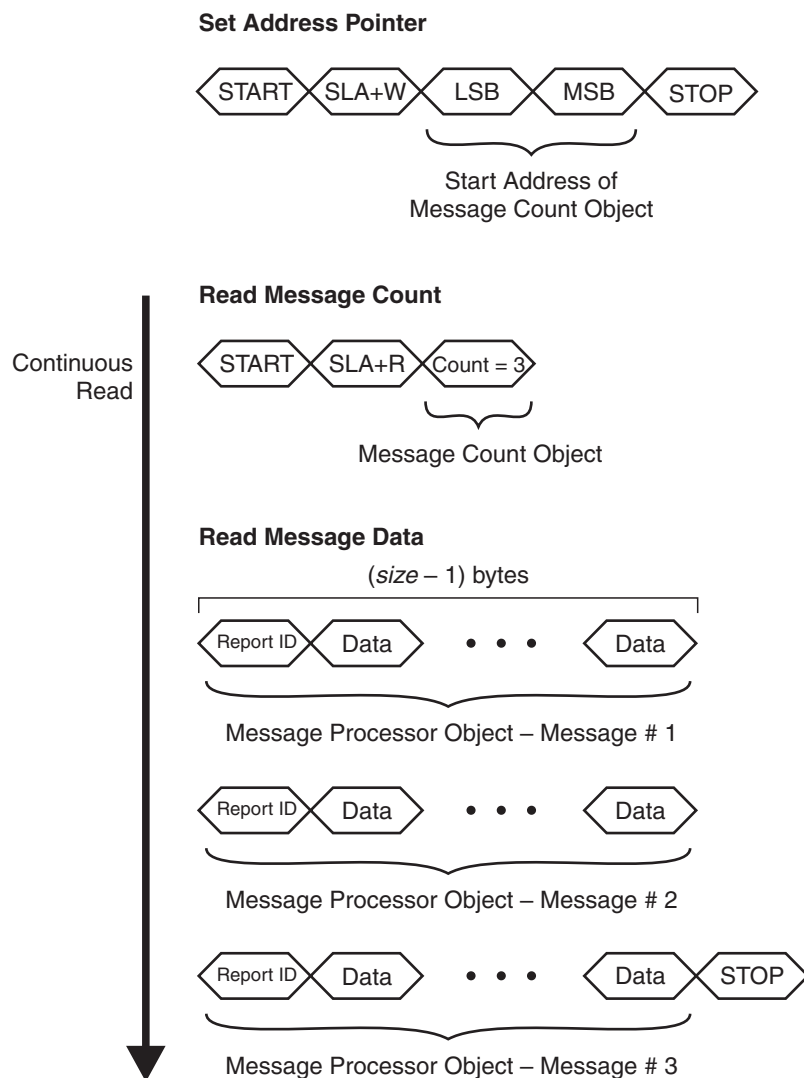 Set Address Pointer
START SLA+W LSB MSB STOP
Start Address of
Message Count Object
Read Message Count
Continuous
Read
START SLA+R Count = 3
Message Count Object
Read Message Data
(size – 1) bytes
Report ID Data • • • Data
Message Processor Object – Message # 1
Report ID Data • • • Data
Message Processor Object – Message # 2
Report ID Data • • • Data STOP
Message Processor Object – Message # 3